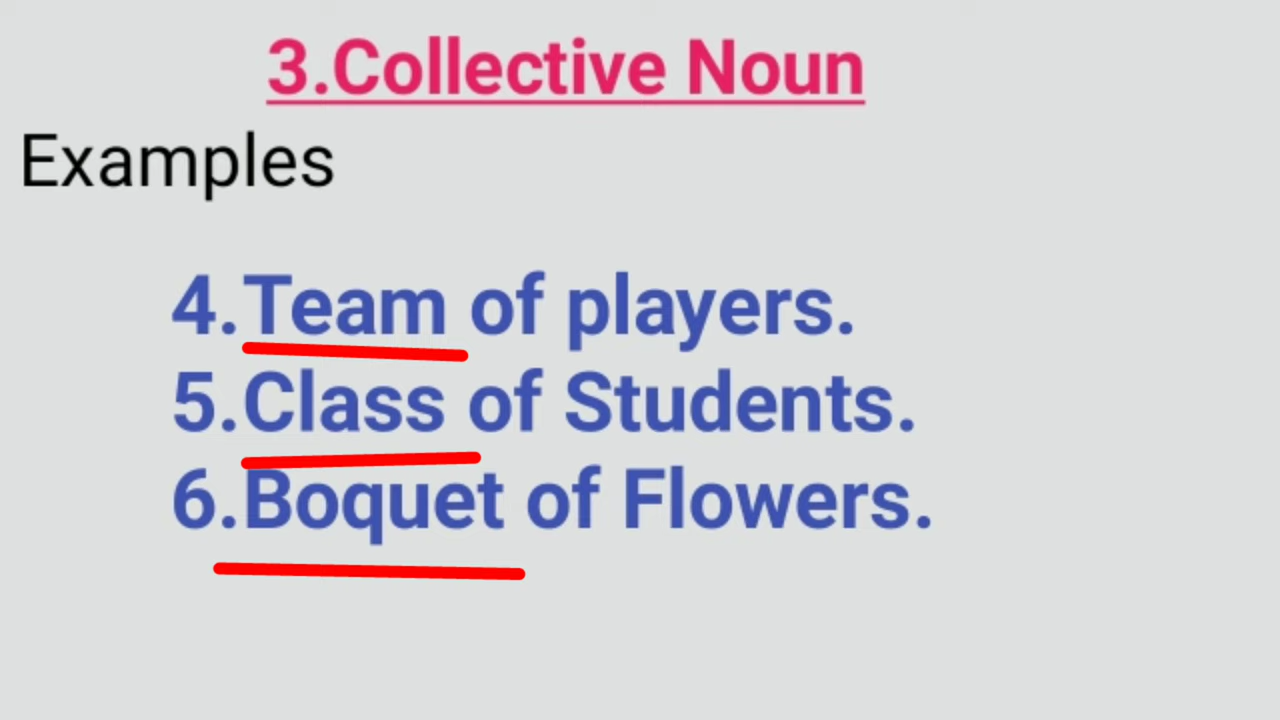 3.Collective Noun
Examples
4.Team of players.
5.Class of Students.
6.Boquet of Flowers.